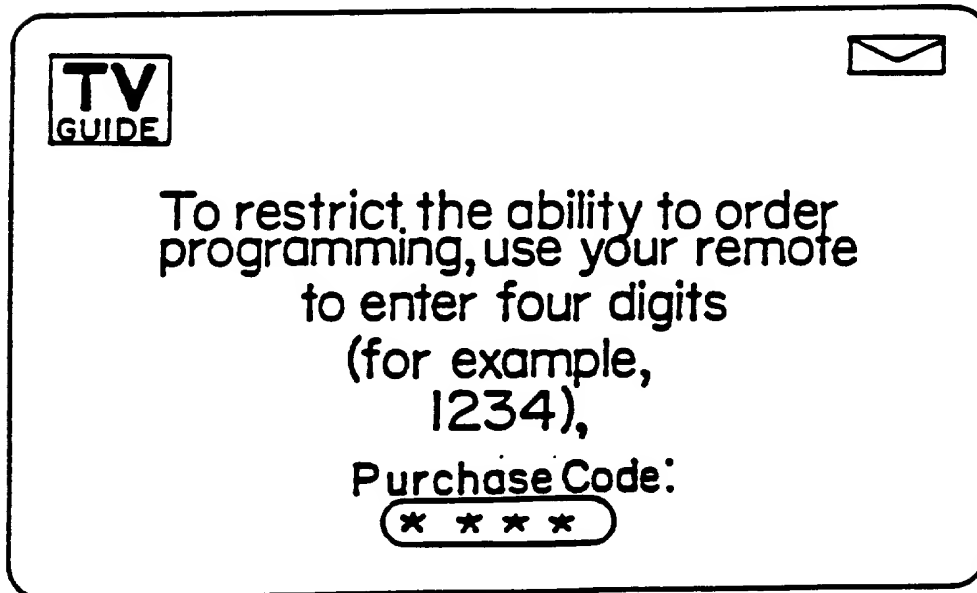 TV
GUIDE
To restrict the ability to order
programming, use your remote
to enter four digits
(for example,
1234),
Purchase Code:
* * * *